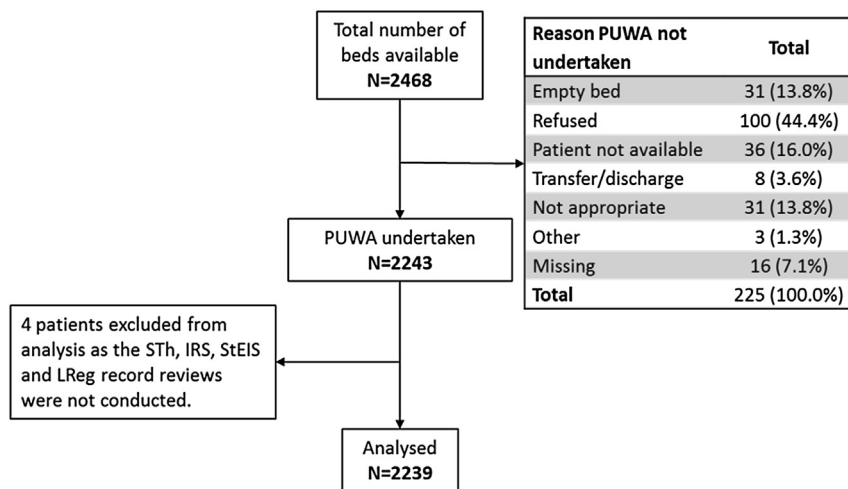 Total number of
beds available
N=2468
Reason PUWA not
undertaken
Total
Empty bed 31 (13.8%)
Refused 100 (44.4%)
Patient not available 36 (16.0%)
Transfer/discharge 8 (3.6%)
Not appropriate 31 (13.8%)
Other 3 (1.3%)
Missing 16 (7.1%)
Total 225 (100.0%)
PUWA undertaken
N=2243
4 patients excluded from
analysis as the STh, IRS, StEIS
and LReg record reviews
were not conducted.
Analysed
N=2239